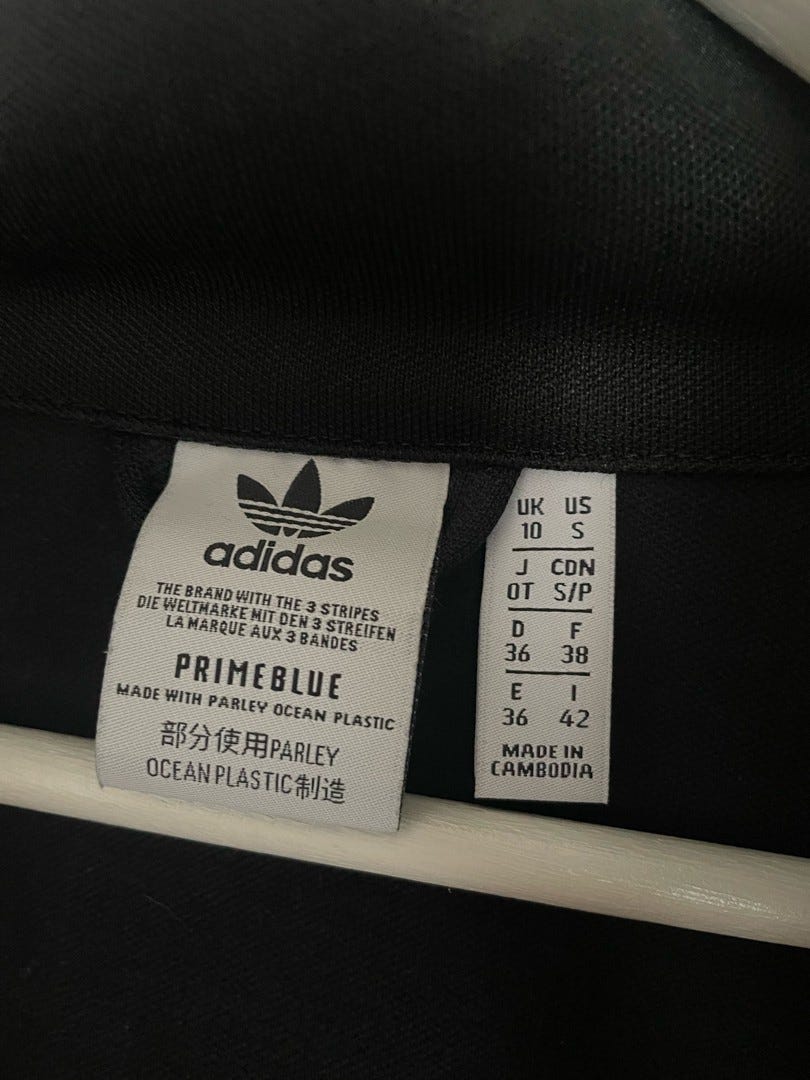 adidas
THE BRAND WITH THE 3 STRIPES
DIE WELTMARKE MIT DEN 3 STREIFEN
LA MARQUE AUX 3 BANDES
PRIMEBLUE
MADE WITH PARLEY OCEAN PLASTIC
部分使用PARLEY
OCEAN PLASTIC制造
UK US
10 S
J CDN
OT S/P
D F
36 38
E I
36 42
MADE IN
CAMBODIA